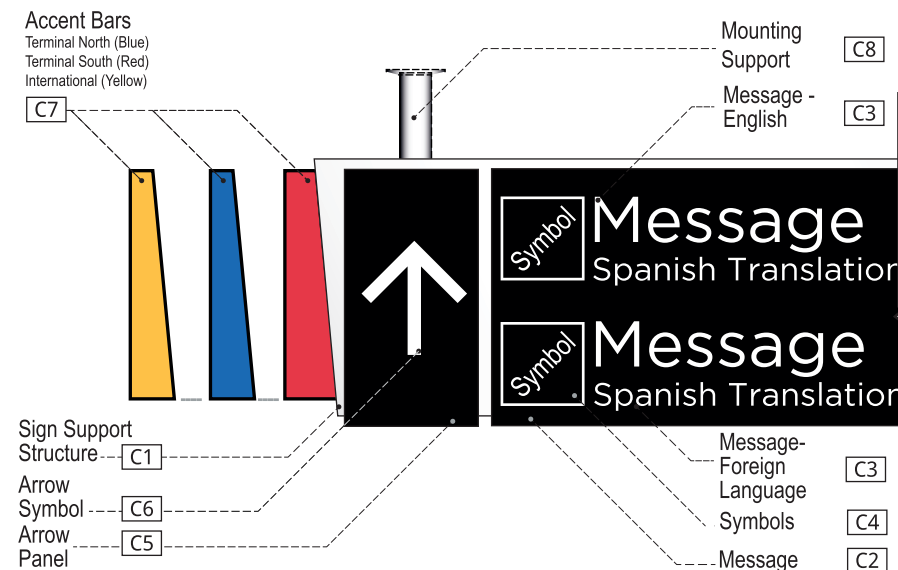 Accent Bars
Terminal North (Blue)
Terminal South (Red)
International (Yellow)
C7
Mounting
Support
C8
Message -
English
C3
Symbol
Message
Spanish Translation
Symbol
Message
Spanish Translation
Sign Support
Structure
C1
Arrow
Symbol
C6
Arrow
Panel
C5
Message-
Foreign
Language
C3
Symbols
C4
Message
C2